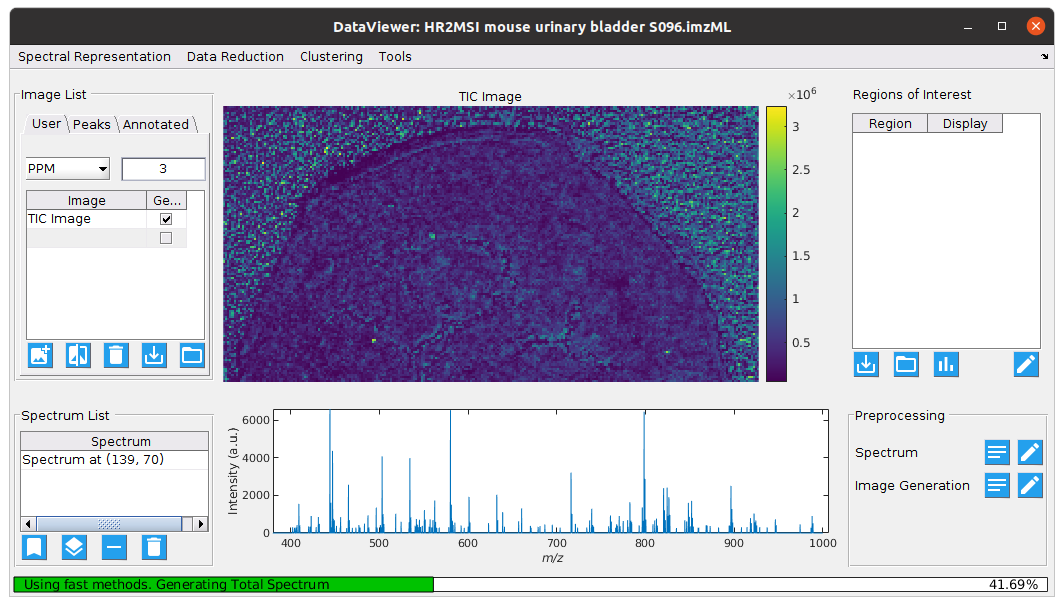 DataViewer: HR2MSI mouse urinary bladder S096.imzML
Spectral Representation Data Reduction Clustering Tools
Image List
User Peaks Annotated
PPM 3
Image Ge...
TIC Image
TIC Image
×10⁶
3
2.5
2
1.5
1
0.5
Regions of Interest
Region Display
Spectrum List
Spectrum
Spectrum at (139, 70)
Intensity (a.u.)
6000
4000
2000
0
400 500 600 700 800 900 1000
m/z
Preprocessing
Spectrum
Image Generation
Using fast methods. Generating Total Spectrum 41.69%